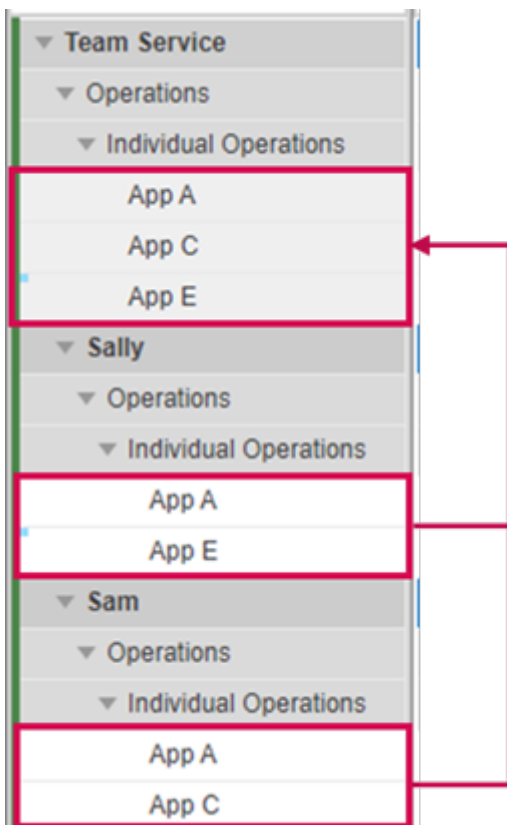 Team Service
Operations
Individual Operations
App A
App C
App E
Sally
Operations
Individual Operations
App A
App E
Sam
Operations
Individual Operations
App A
App C